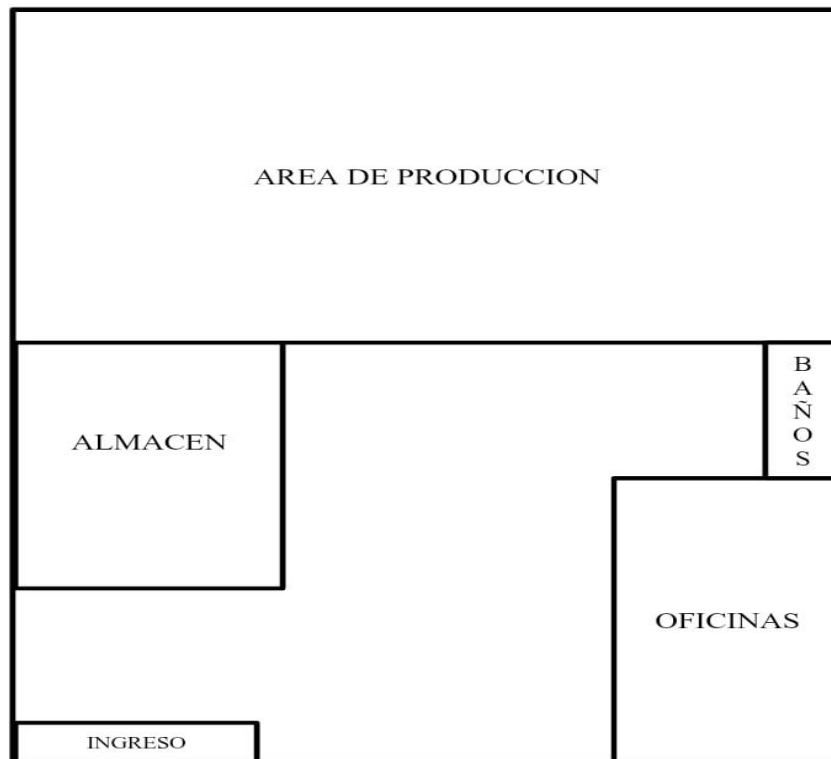 AREA DE PRODUCCION
B
A
Ñ
O
S
ALMACEN
OFICINAS
INGRESO